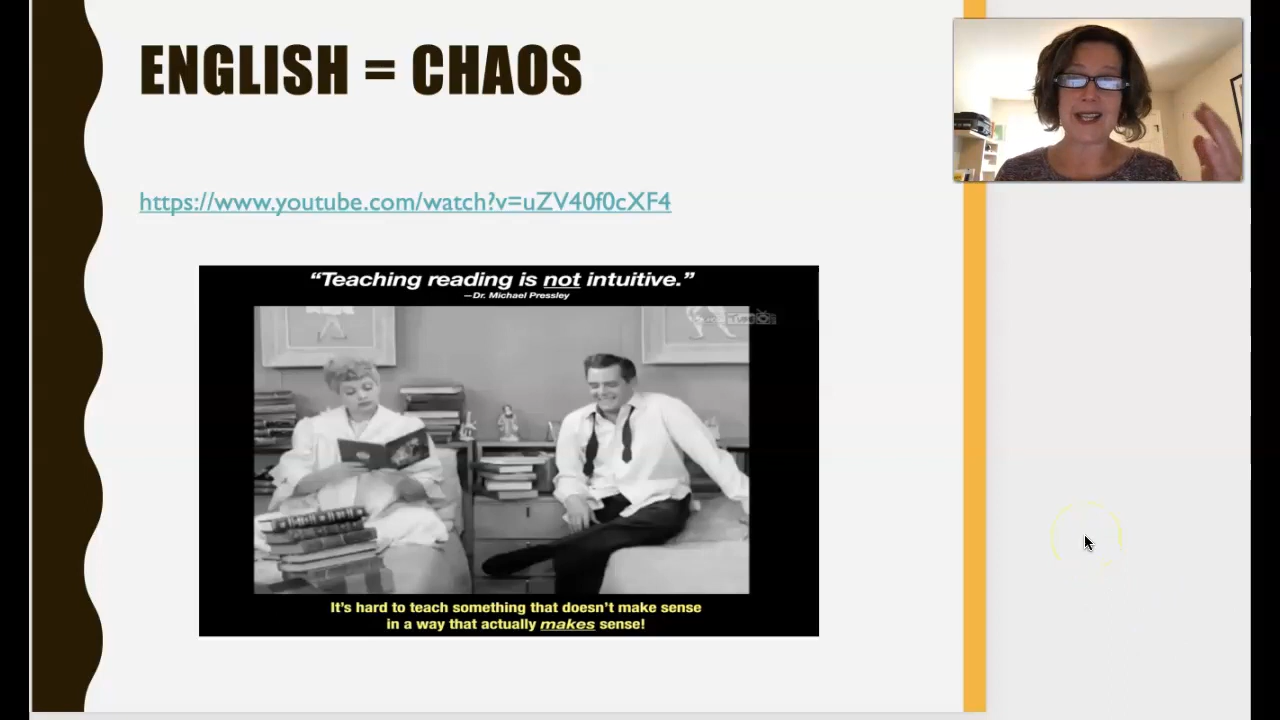 ENGLISH = CHAOS
https://www.youtube.com/watch?v=uZV40f0cXF4
“Teaching reading is not intuitive.”
—Dr. Michael Pressley
It's hard to teach something that doesn't make sense
in a way that actually makes sense!